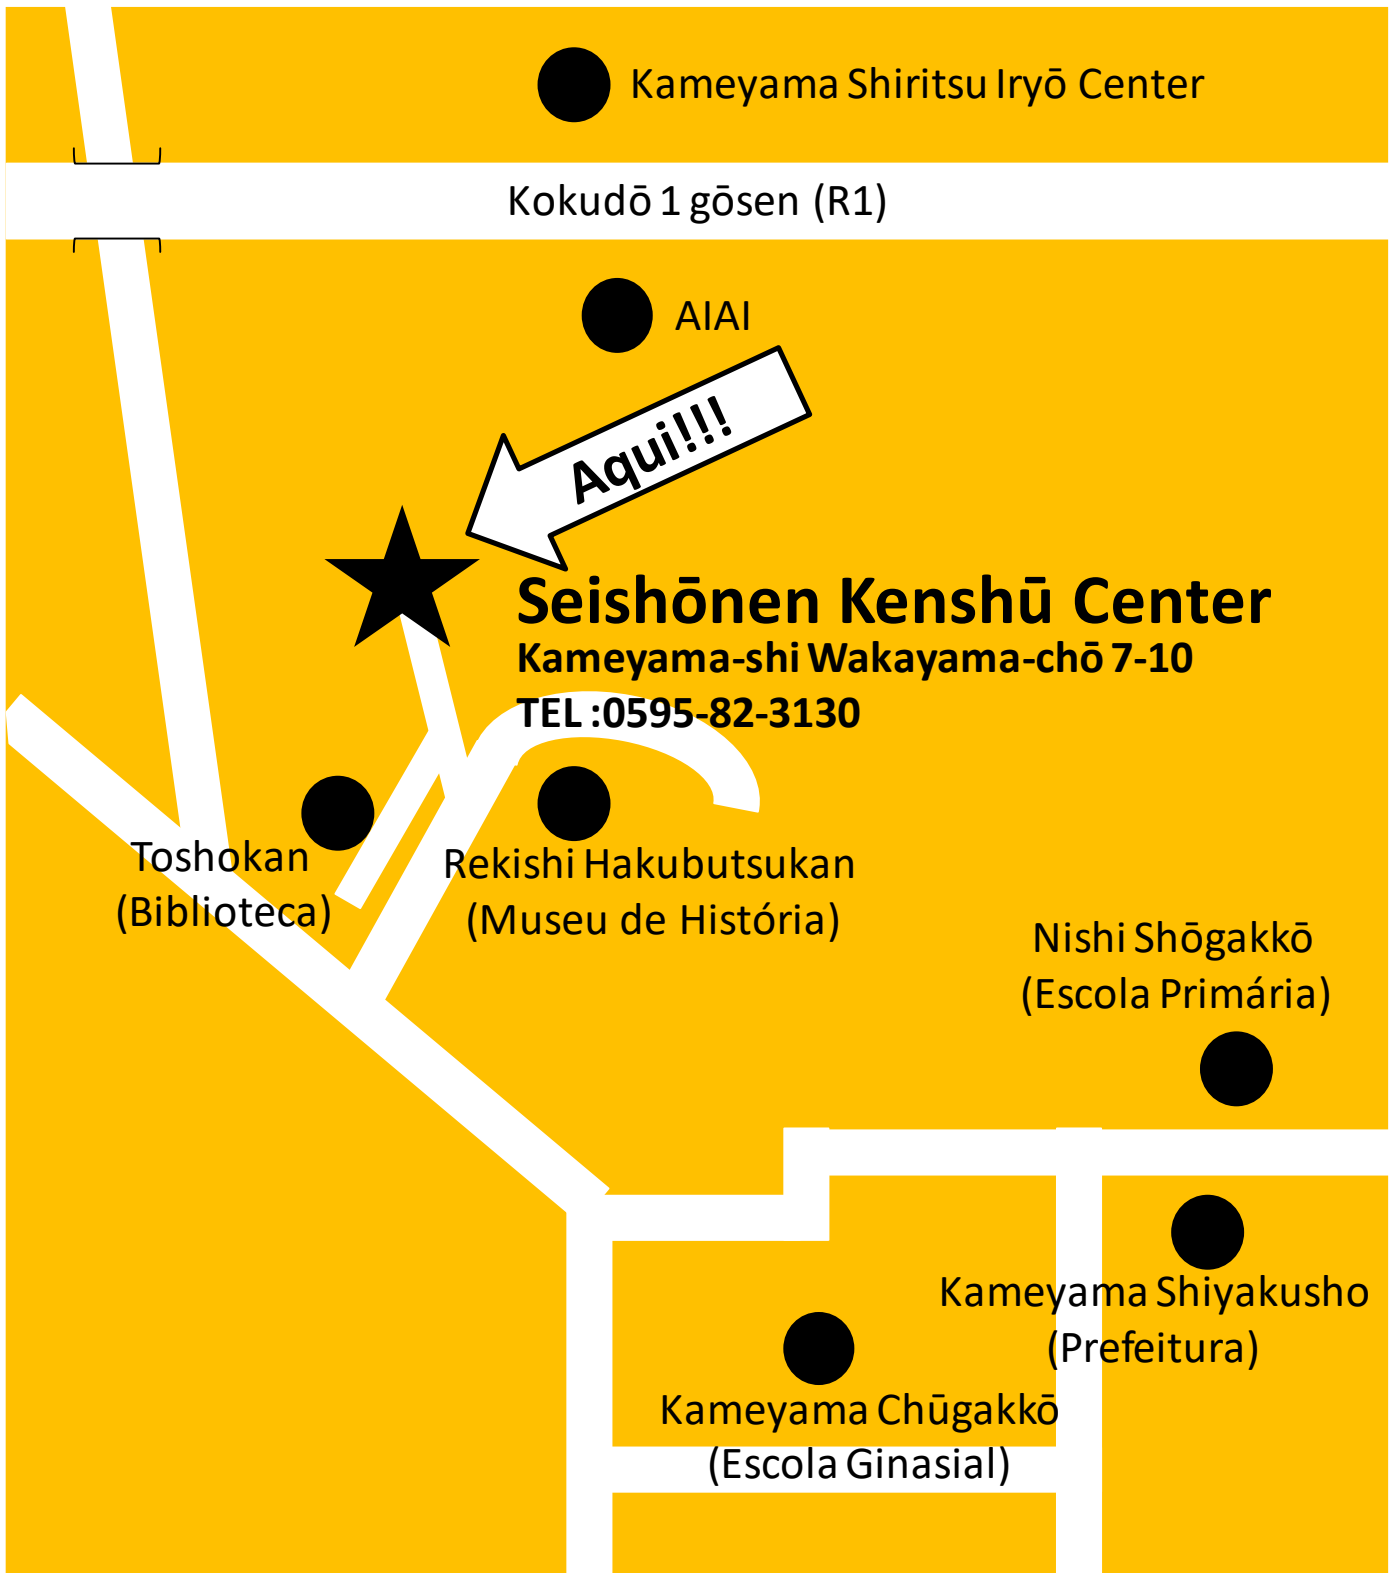 Kameyama Shiritsu Iryō Center
Kokudō 1 gōsen (R1)
AIAI
Aqui!!!
Seishōnen Kenshū Center
Kameyama-shi Wakayama-chō 7-10
TEL :0595-82-3130
Toshokan
(Biblioteca)
Rekishi Hakubutsukan
(Museu de História)
Nishi Shōgakkō
(Escola Primária)
Kameyama Shiyakusho
(Prefeitura)
Kameyama Chūgakkō
(Escola Ginasial)